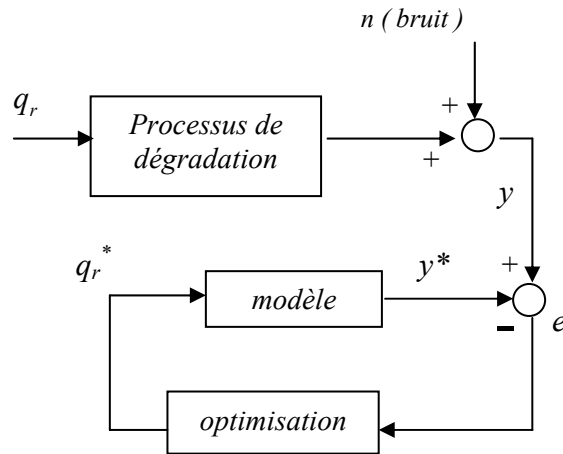 n ( bruit )
q_r
Processus de
dégradation
+
+
y
q_r^*
y*
+
modèle
-
e
optimisation